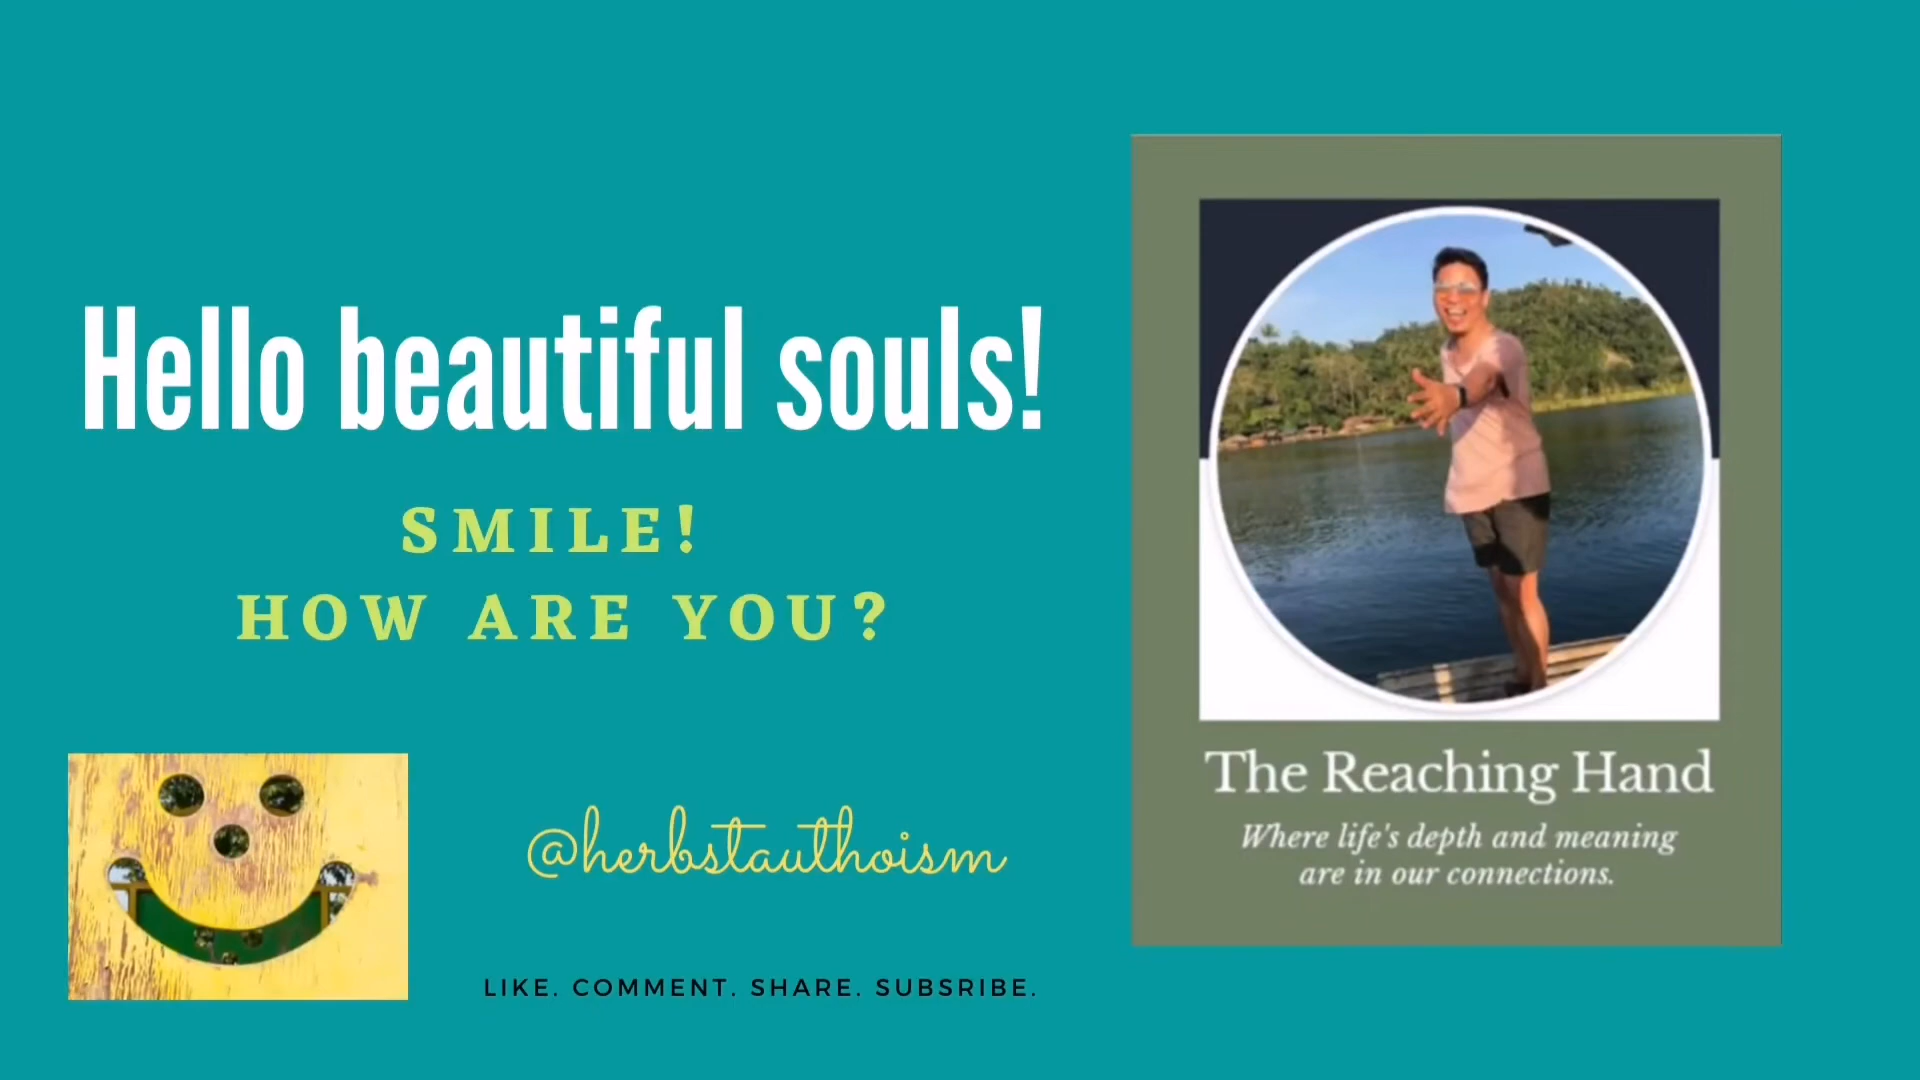 Hello beautiful souls!
SMILE!
HOW ARE YOU?
@herbstauthoism
LIKE. COMMENT. SHARE. SUBSRIBE.
The Reaching Hand
Where life's depth and meaning
are in our connections.